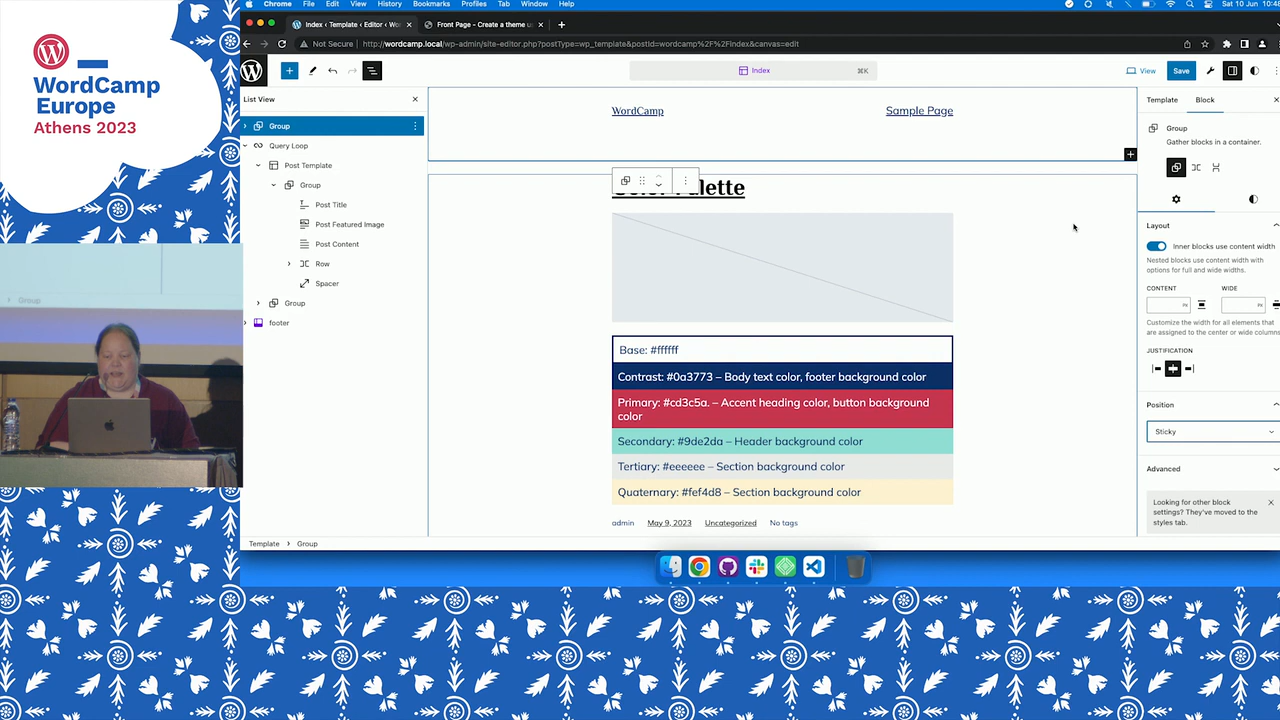 WordCamp
Europe
Athens 2023
Chrome File Edit View History Bookmarks Profiles Tab Window Help
Sat 10 Jun 10:48
Index ‹ Template ‹ Editor ‹ Wo
Front Page - Create a theme us
Not Secure
http://wordcamp.local/wp-admin/site-editor.php?postType=wp_template&postId=wordcamp%2F%2Findex&canvas=edit
Index
⌘K
View
Save
List View
Group
Query Loop
Post Template
Group
Post Title
Post Featured Image
Post Content
Row
Spacer
Group
footer
WordCamp
Sample Page
Base: #ffffff
Contrast: #0a3773 – Body text color, footer background color
Primary: #cd3c5a. – Accent heading color, button background
color
Secondary: #9de2da – Header background color
Tertiary: #eeeeee – Section background color
Quaternary: #fef4d8 – Section background color
admin May 9, 2023 Uncategorized No tags
Template Block
Group
Gather blocks in a container.
Layout
Inner blocks use content width
Nested blocks use content width with
options for full and wide widths.
CONTENT WIDE
Customize the width for all elements that
are assigned to the center or wide columns
JUSTIFICATION
Position
Sticky
Advanced
Looking for other block
settings? They've moved to the
styles tab.
Template > Group
Group